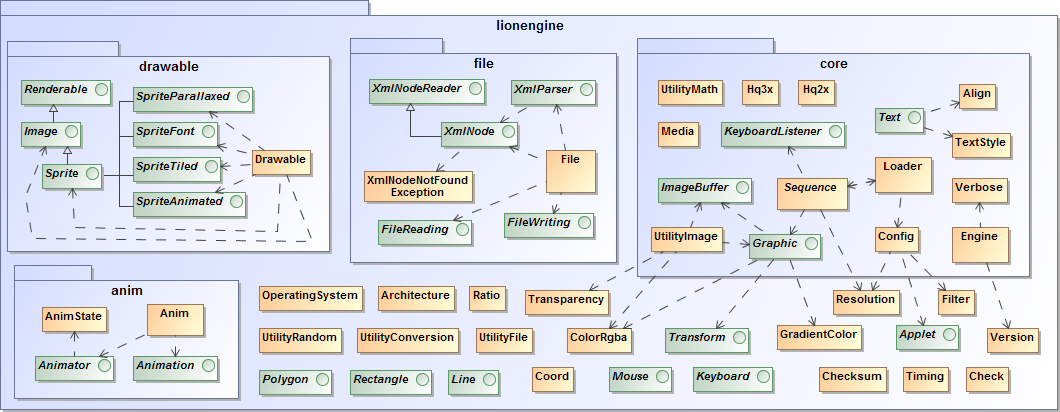 lionengine
drawable
Renderable
SpriteParallaxed
Image
SpriteFont
Drawable
Sprite
SpriteTiled
SpriteAnimated
file
XmlNodeReader
XmlParser
XmlNode
File
XmlNodeNotFound
Exception
FileReading
FileWriting
core
UtilityMath
Hq3x
Hq2x
Align
Text
Media
KeyboardListener
TextStyle
ImageBuffer
Sequence
Loader
Verbose
UtilityImage
Graphic
Config
Engine
anim
AnimState
Anim
Animator
Animation
OperatingSystem
Architecture
Ratio
Transparency
Resolution
Filter
UtilityRandom
UtilityConversion
UtilityFile
ColorRgba
Transform
GradientColor
Applet
Version
Polygon
Rectangle
Line
Coord
Mouse
Keyboard
Checksum
Timing
Check